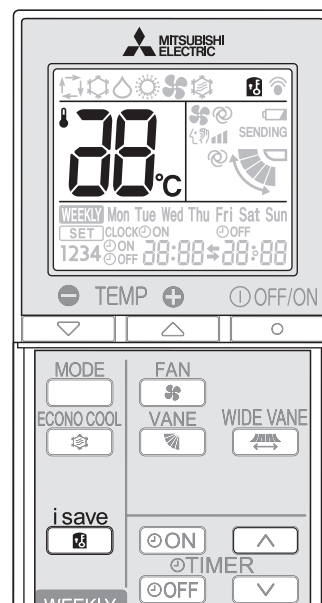 MITSUBISHI
ELECTRIC
SENDING
88°C
WEEKLY Mon Tue Wed Thu Fri Sat Sun
SET CLOCK ON OFF
1234 ON OFF 88:88 88:88
TEMP OFF/ON
MODE FAN
ECONO COOL VANE WIDE VANE
i save
ON
TIMER
OFF
WEEKLY